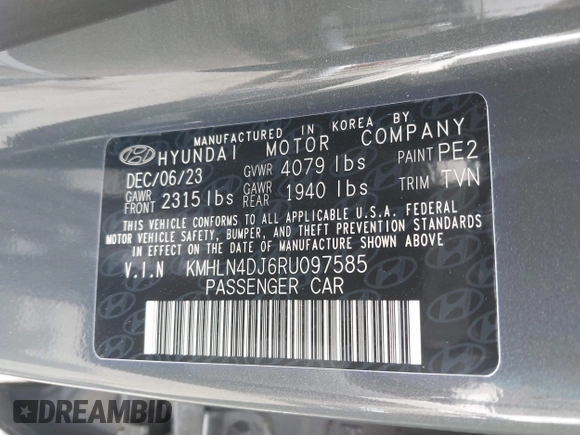 MANUFACTURED IN KOREA BY
HYUNDAI MOTOR COMPANY
DEC/06/23 GVWR 4079 lbs PAINT PE2
GAWR FRONT 2315 lbs GAWR REAR 1940 lbs TRIM TVN
THIS VEHICLE CONFORMS TO ALL APPLICABLE U.S.A. FEDERAL
MOTOR VEHICLE SAFETY, BUMPER, AND THEFT PREVENTION
STANDARDS IN EFFECT ON THE DATE OF MANUFACTURE SHOWN ABOVE
V.I.N KMHLN4DJ6RU097585
PASSENGER CAR
DREAMBID